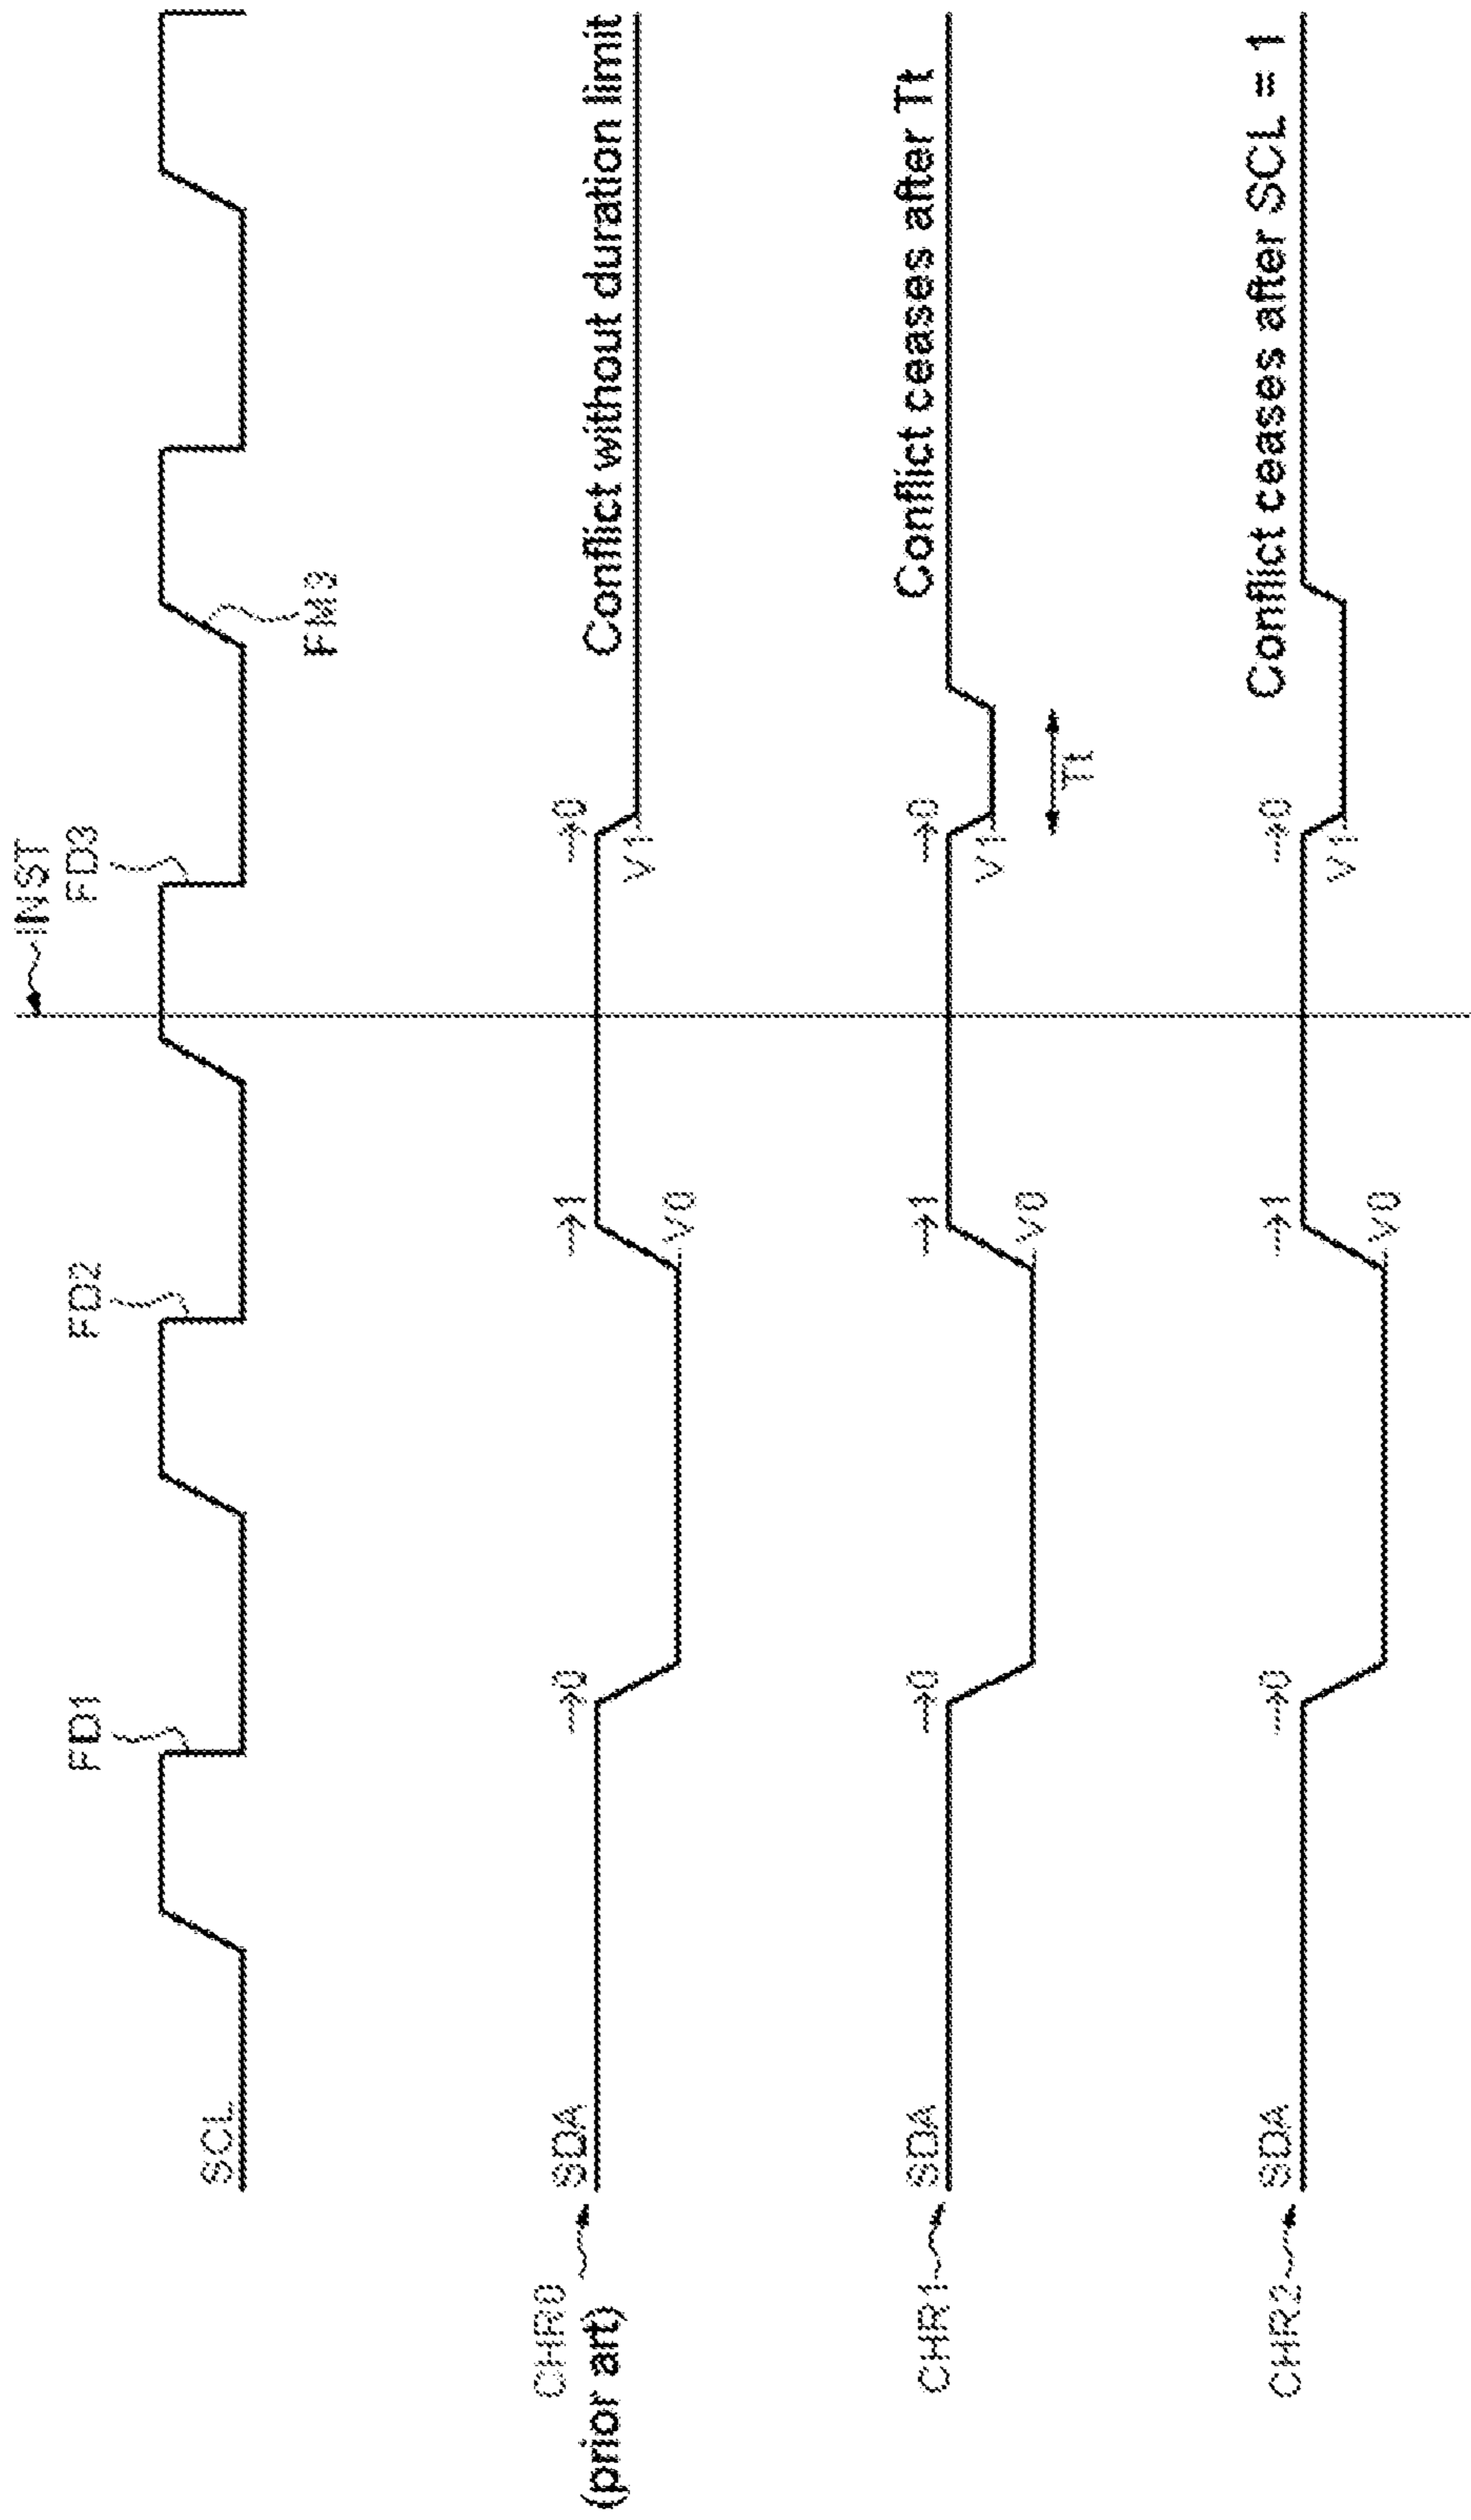 INST
FD1
FD2
FD3
SCL
FM3
CHR0
(prior art)
SDA
→0
→1
→0
V0
V1
Conflict without duration limit
CHR1
SDA
→0
→1
→0
V0
V1
Conflict ceases after Tt
Tt
CHR2
SDA
→0
→1
→0
V0
V1
Conflict ceases after SCL = 1